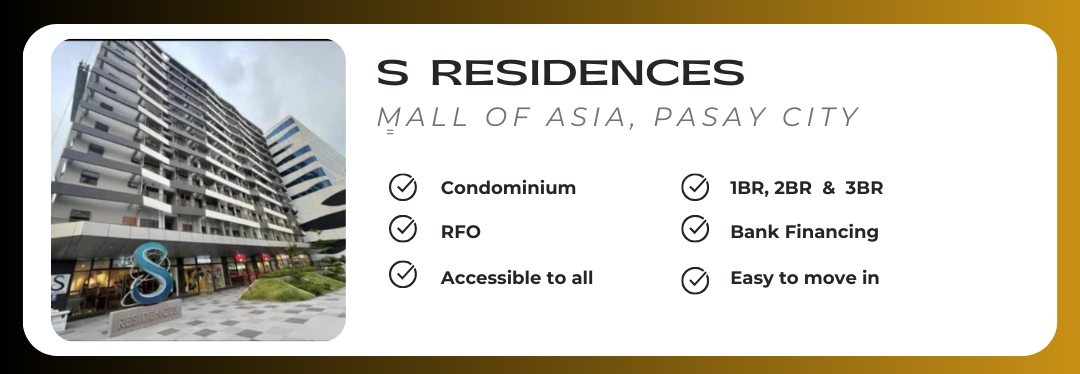 S RESIDENCES
MALL OF ASIA, PASAY CITY
=
Condominium
1BR, 2BR & 3BR
RFO
Bank Financing
Accessible to all
Easy to move in
S
S
RESIDENCES